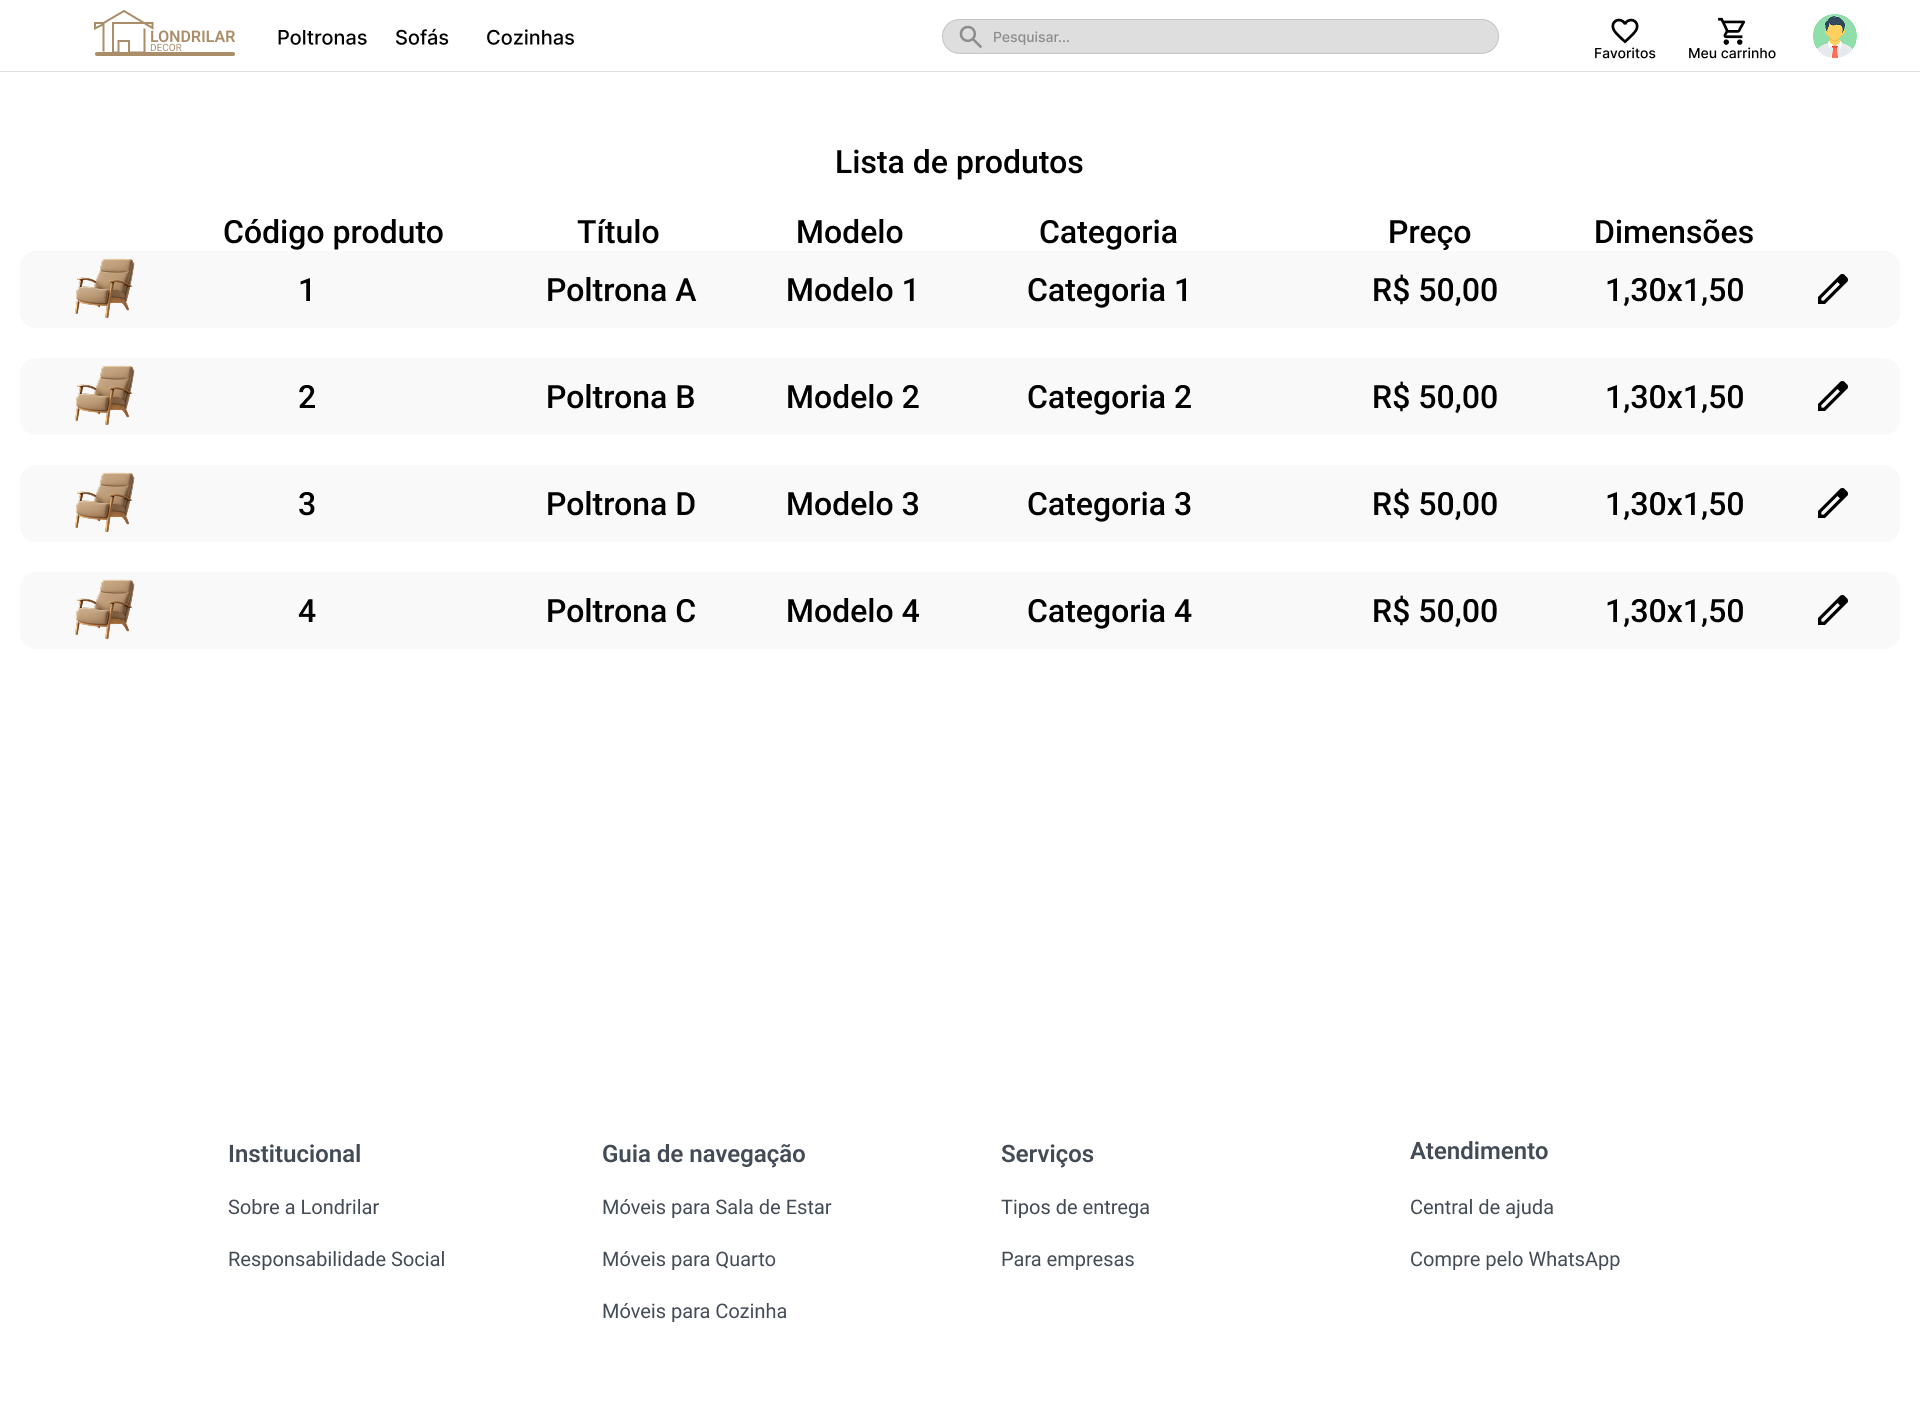 LONDRILAR
DECOR
Poltronas Sofás Cozinhas
Pesquisar...
Favoritos
Meu carrinho
Lista de produtos
Código produto Título Modelo Categoria Preço Dimensões
1 Poltrona A Modelo 1 Categoria 1 R$ 50,00 1,30x1,50
2 Poltrona B Modelo 2 Categoria 2 R$ 50,00 1,30x1,50
3 Poltrona D Modelo 3 Categoria 3 R$ 50,00 1,30x1,50
4 Poltrona C Modelo 4 Categoria 4 R$ 50,00 1,30x1,50
Institucional
Sobre a Londrilar
Responsabilidade Social
Guia de navegação
Móveis para Sala de Estar
Móveis para Quarto
Móveis para Cozinha
Serviços
Tipos de entrega
Para empresas
Atendimento
Central de ajuda
Compre pelo WhatsApp